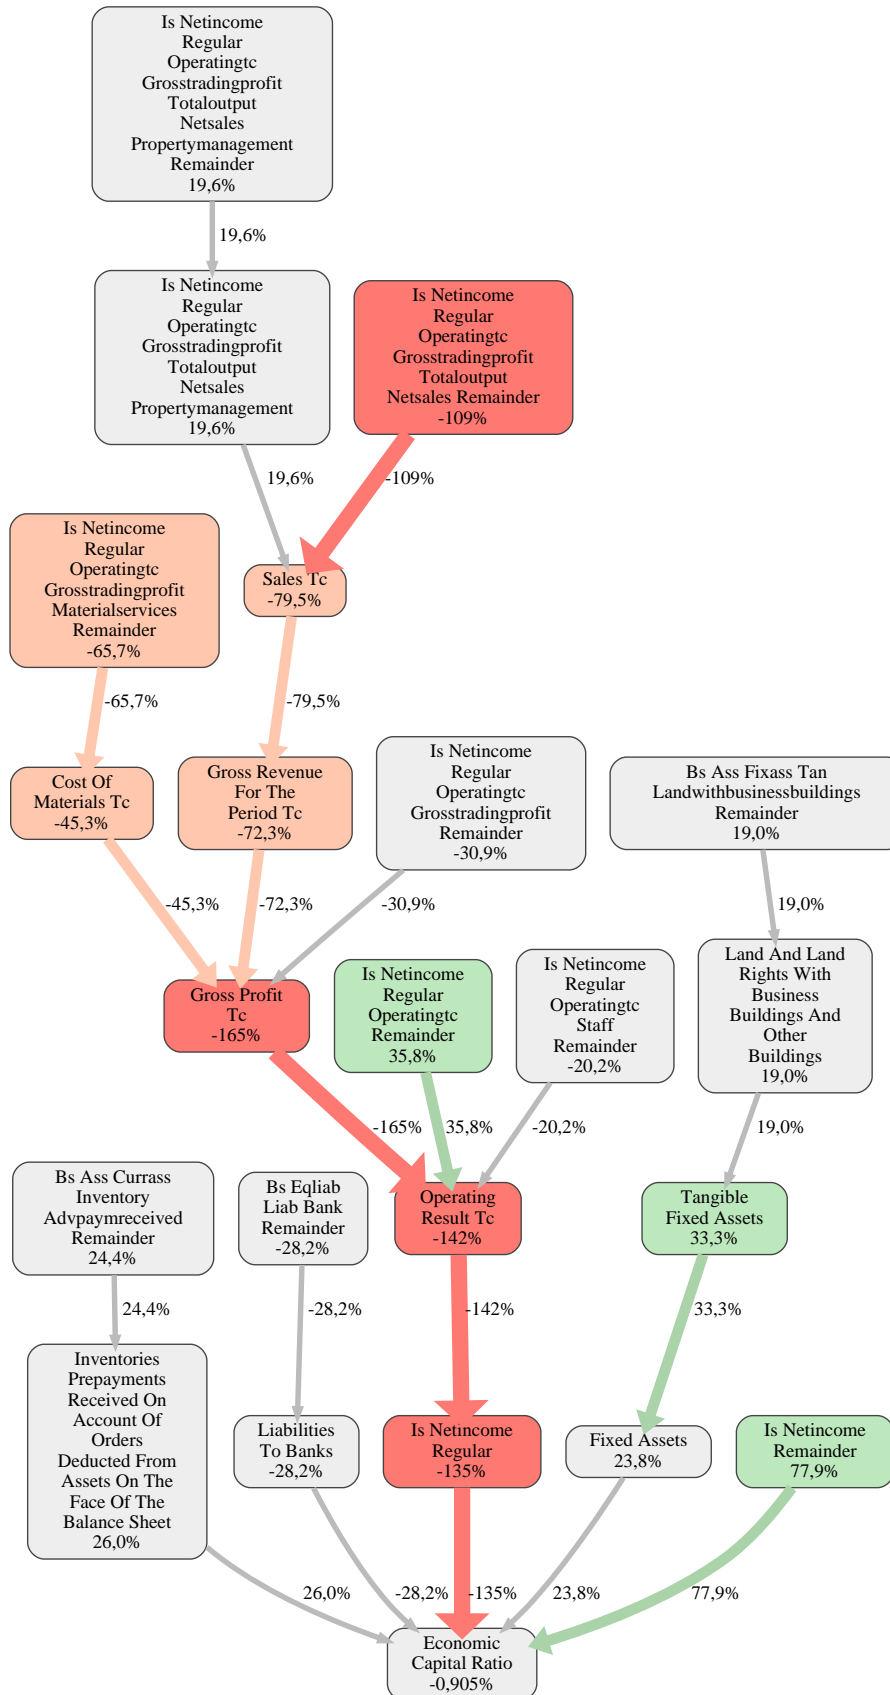 Is Netincome
Regular
Operatingtc
Grosstradingprofit
Totaloutput
Netsales
Propertymanagement
Remainder
19,6%
19,6%
Is Netincome
Regular
Operatingtc
Grosstradingprofit
Totaloutput
Netsales
Propertymanagement
19,6%
Is Netincome
Regular
Operatingtc
Grosstradingprofit
Totaloutput
Netsales Remainder
-109%
19,6%
-109%
Is Netincome
Regular
Operatingtc
Grosstradingprofit
Materialservices
Remainder
-65,7%
Sales Tc
-79,5%
-65,7%
-79,5%
Cost Of
Materials Tc
-45,3%
Gross Revenue
For The
Period Tc
-72,3%
Is Netincome
Regular
Operatingtc
Grosstradingprofit
Remainder
-30,9%
Bs Ass Fixass Tan
Landwithbusinessbuildings
Remainder
19,0%
-45,3%
-72,3%
-30,9%
19,0%
Gross Profit
Tc
-165%
Is Netincome
Regular
Operatingtc
Remainder
35,8%
Is Netincome
Regular
Operatingtc
Staff
Remainder
-20,2%
Land And Land
Rights With
Business
Buildings And
Other
Buildings
19,0%
-165%
35,8%
-20,2%
19,0%
Bs Ass Currass
Inventory
Advpaymreceived
Remainder
24,4%
Bs Eqliab
Liab Bank
Remainder
-28,2%
Operating
Result Tc
-142%
Tangible
Fixed Assets
33,3%
24,4%
-28,2%
-142%
33,3%
Inventories
Prepayments
Received On
Account Of
Orders
Deducted From
Assets On The
Face Of The
Balance Sheet
26,0%
Liabilities
To Banks
-28,2%
Is Netincome
Regular
-135%
Fixed Assets
23,8%
Is Netincome
Remainder
77,9%
26,0%
-28,2%
-135%
23,8%
77,9%
Economic
Capital Ratio
-0,905%